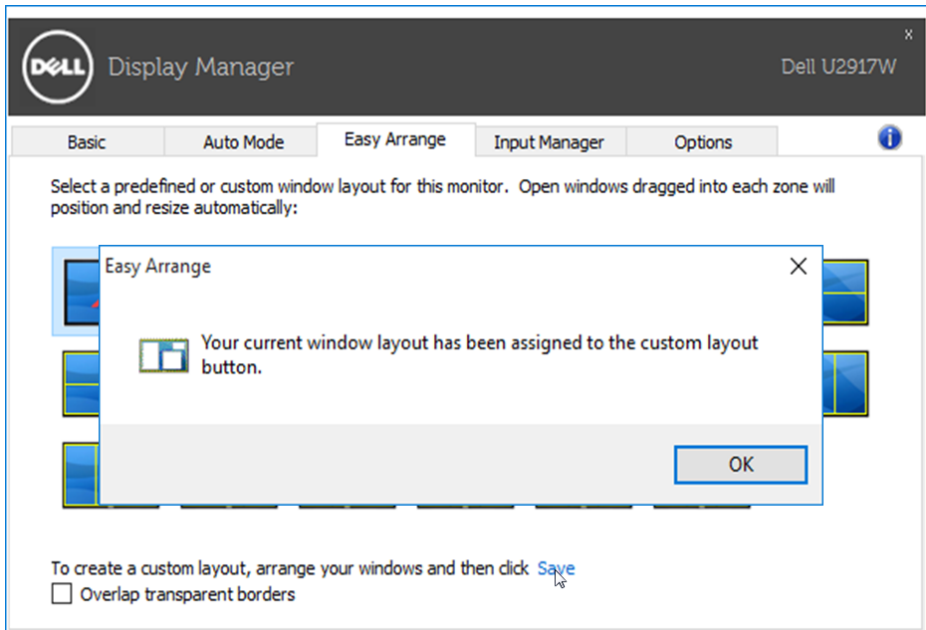 DELL
Display Manager
x
Dell U2917W
Basic
Auto Mode
Easy Arrange
Input Manager
Options
i
Select a predefined or custom window layout for this monitor. Open windows dragged into each zone will
position and resize automatically:
Easy Arrange
Your current window layout has been assigned to the custom layout
button.
OK
To create a custom layout, arrange your windows and then click Save
Overlap transparent borders